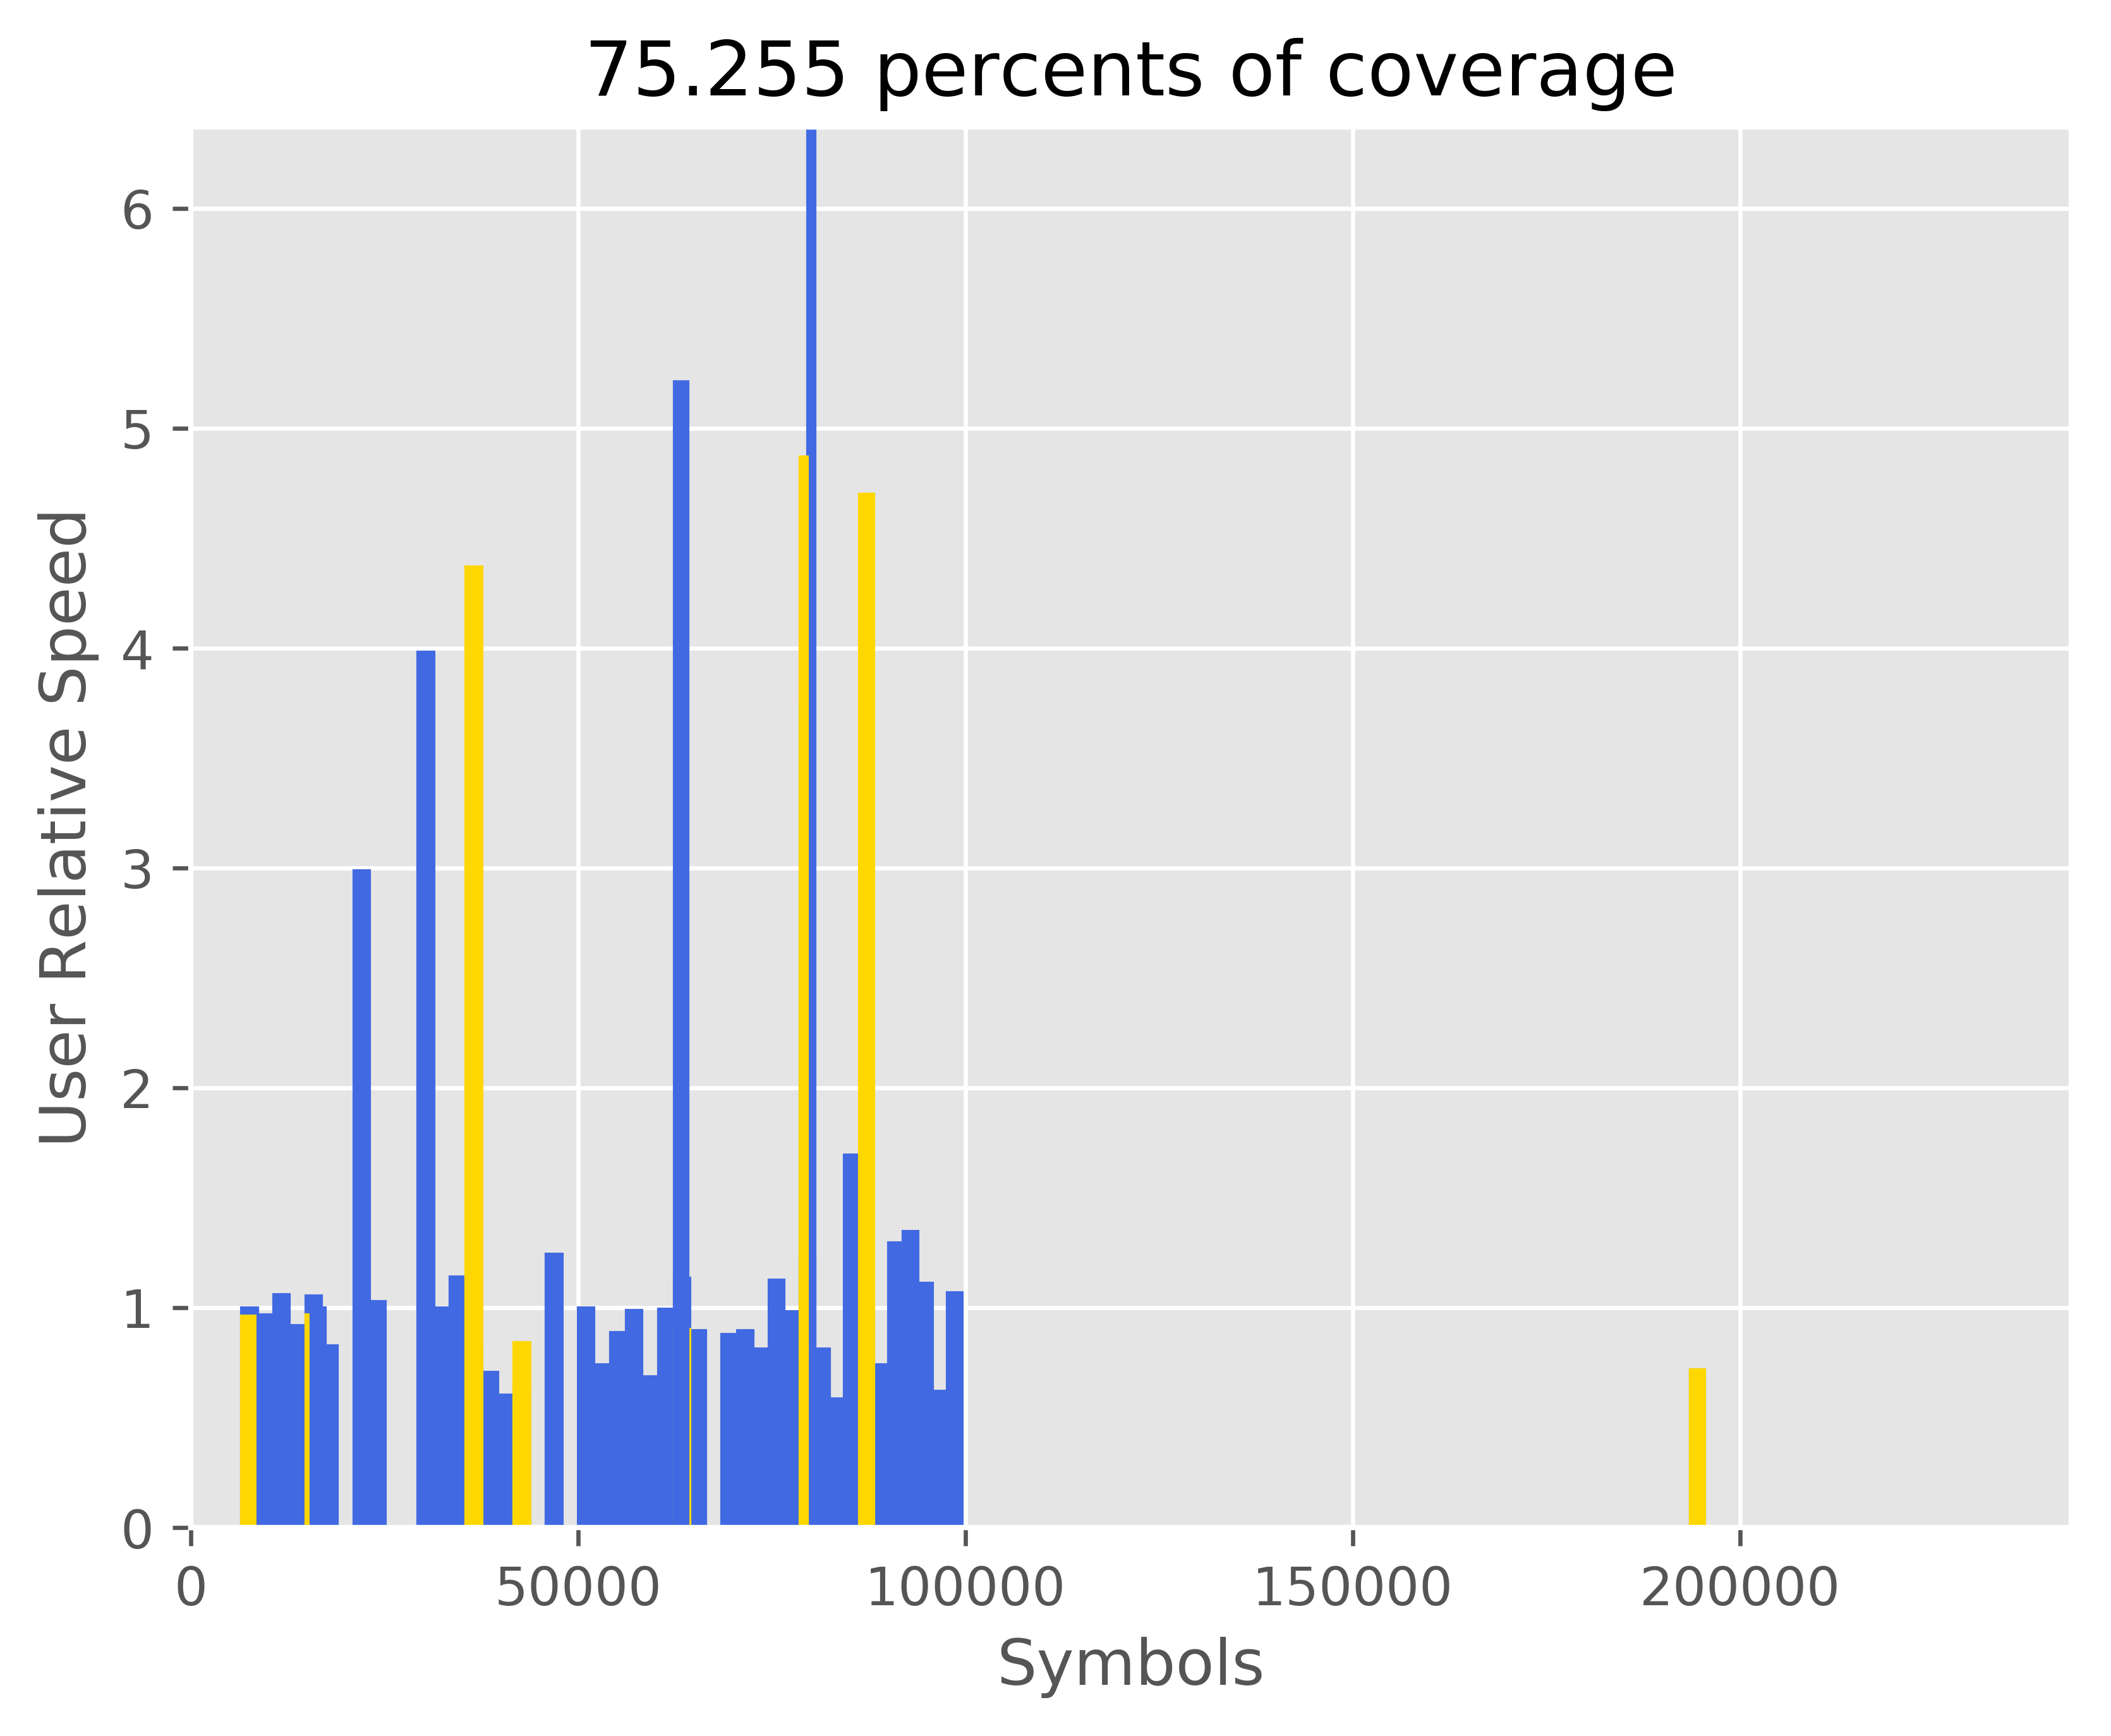 75.255 percents of coverage
6
5
4
3
2
1
0
User Relative Speed
0 50000 100000 150000 200000
Symbols